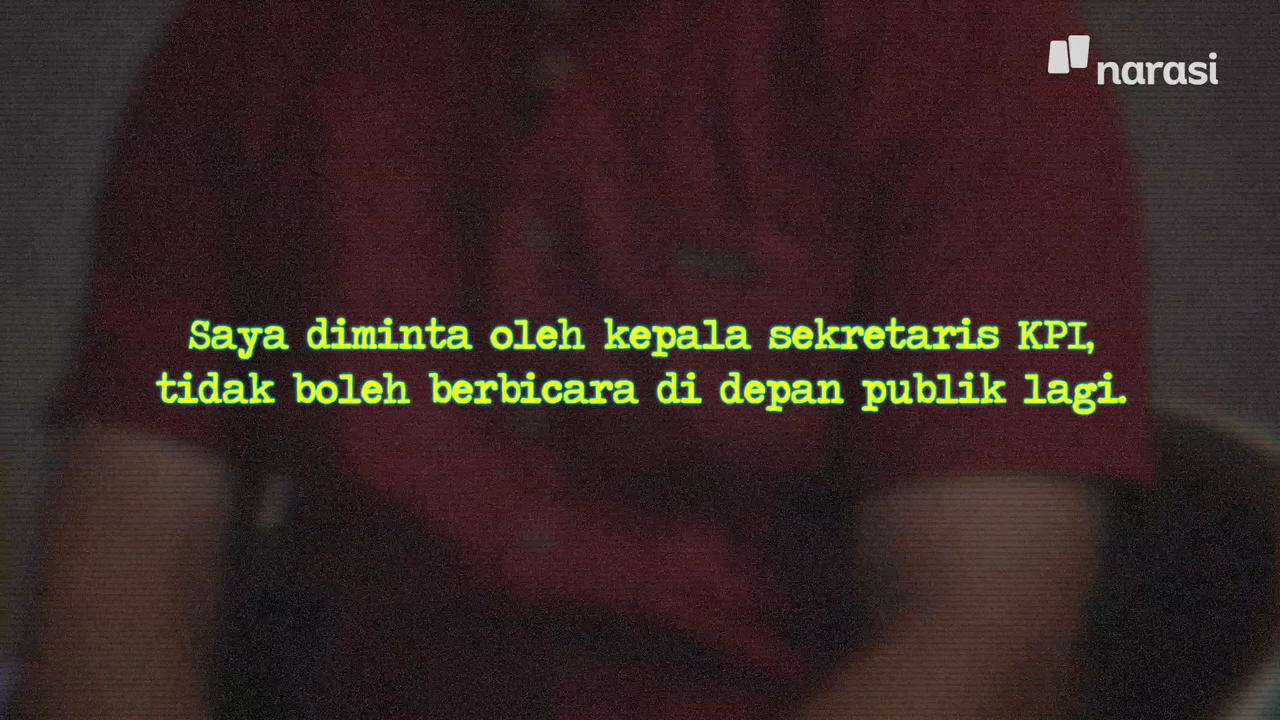 narasi
Saya diminta oleh kepala sekretaris KPI,
tidak boleh berbicara di depan publik lagi.